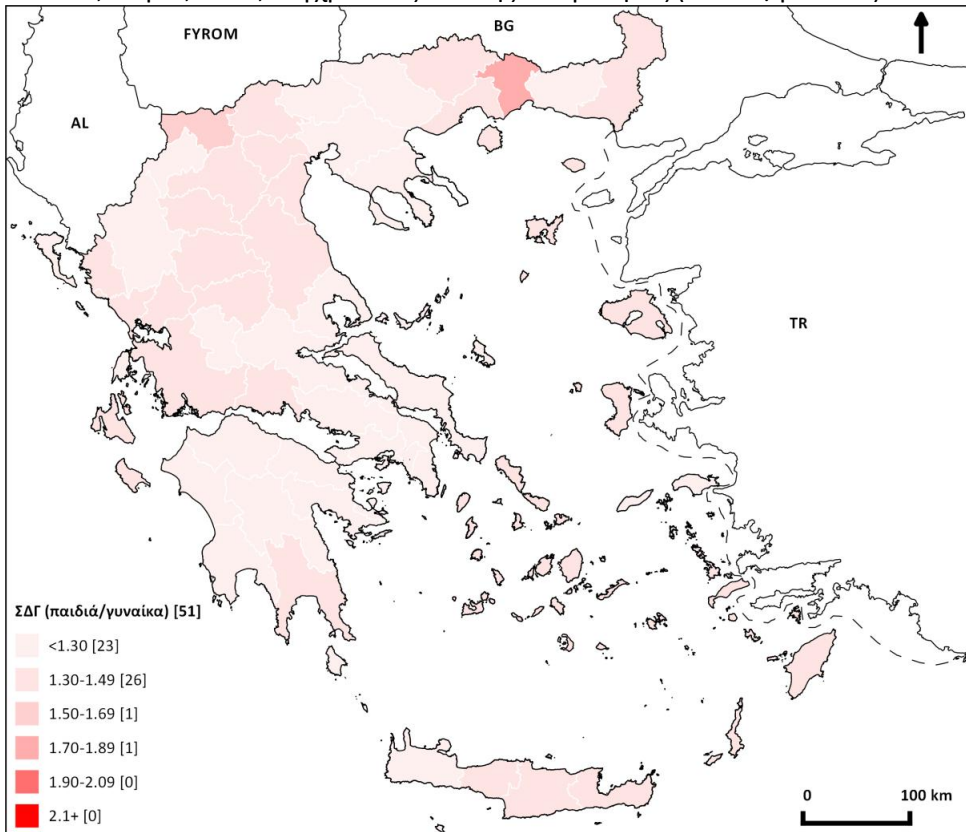 FYROM
BG
AL
TR
ΣΔΓ (παιδιά/γυναίκα) [51]
<1.30 [23]
1.30-1.49 [26]
1.50-1.69 [1]
1.70-1.89 [1]
1.90-2.09 [0]
2.1+ [0]
0 100 km